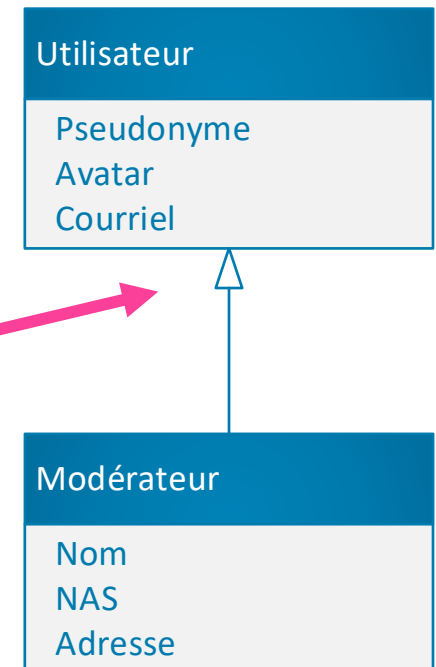 Utilisateur
Pseudonyme
Avatar
Courriel
Modérateur
Nom
NAS
Adresse